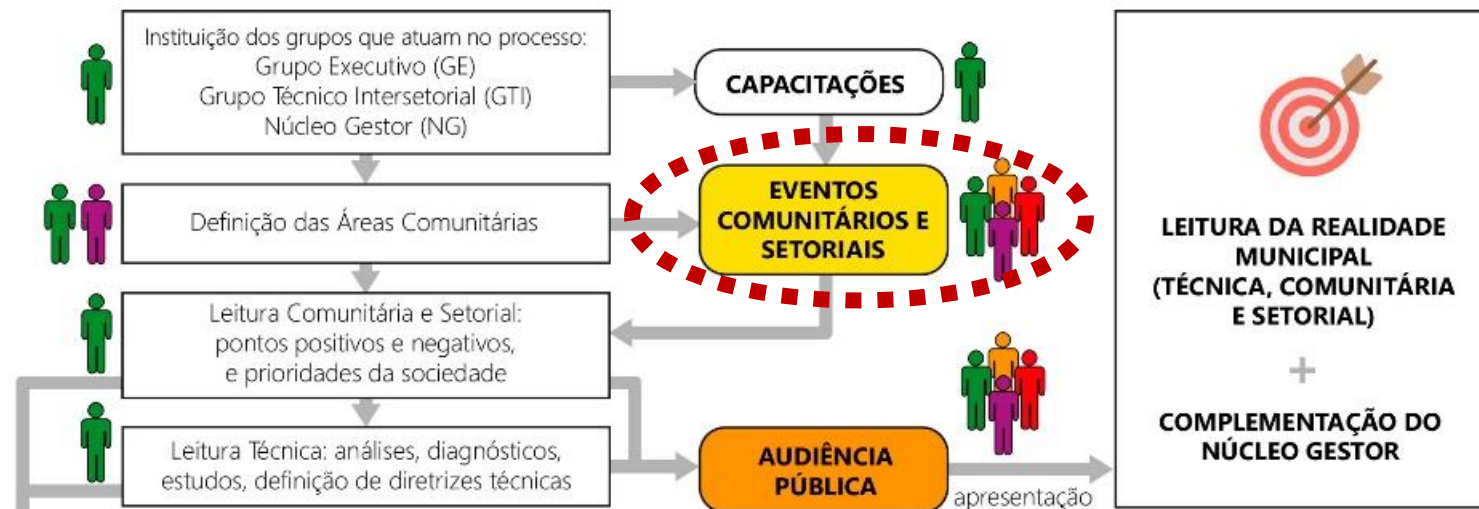 Instituição dos grupos que atuam no processo:
Grupo Executivo (GE)
Grupo Técnico Intersetorial (GTI)
Núcleo Gestor (NG)
CAPACITAÇÕES
Definição das Áreas Comunitárias
EVENTOS
COMUNITÁRIOS E
SETORIAIS
Leitura Comunitária e Setorial:
pontos positivos e negativos,
e prioridades da sociedade
Leitura Técnica: análises, diagnósticos,
estudos, definição de diretrizes técnicas
AUDIÊNCIA
PÚBLICA
apresentação
LEITURA DA REALIDADE
MUNICIPAL
(TÉCNICA, COMUNITÁRIA
E SETORIAL)
+
COMPLEMENTAÇÃO DO
NÚCLEO GESTOR